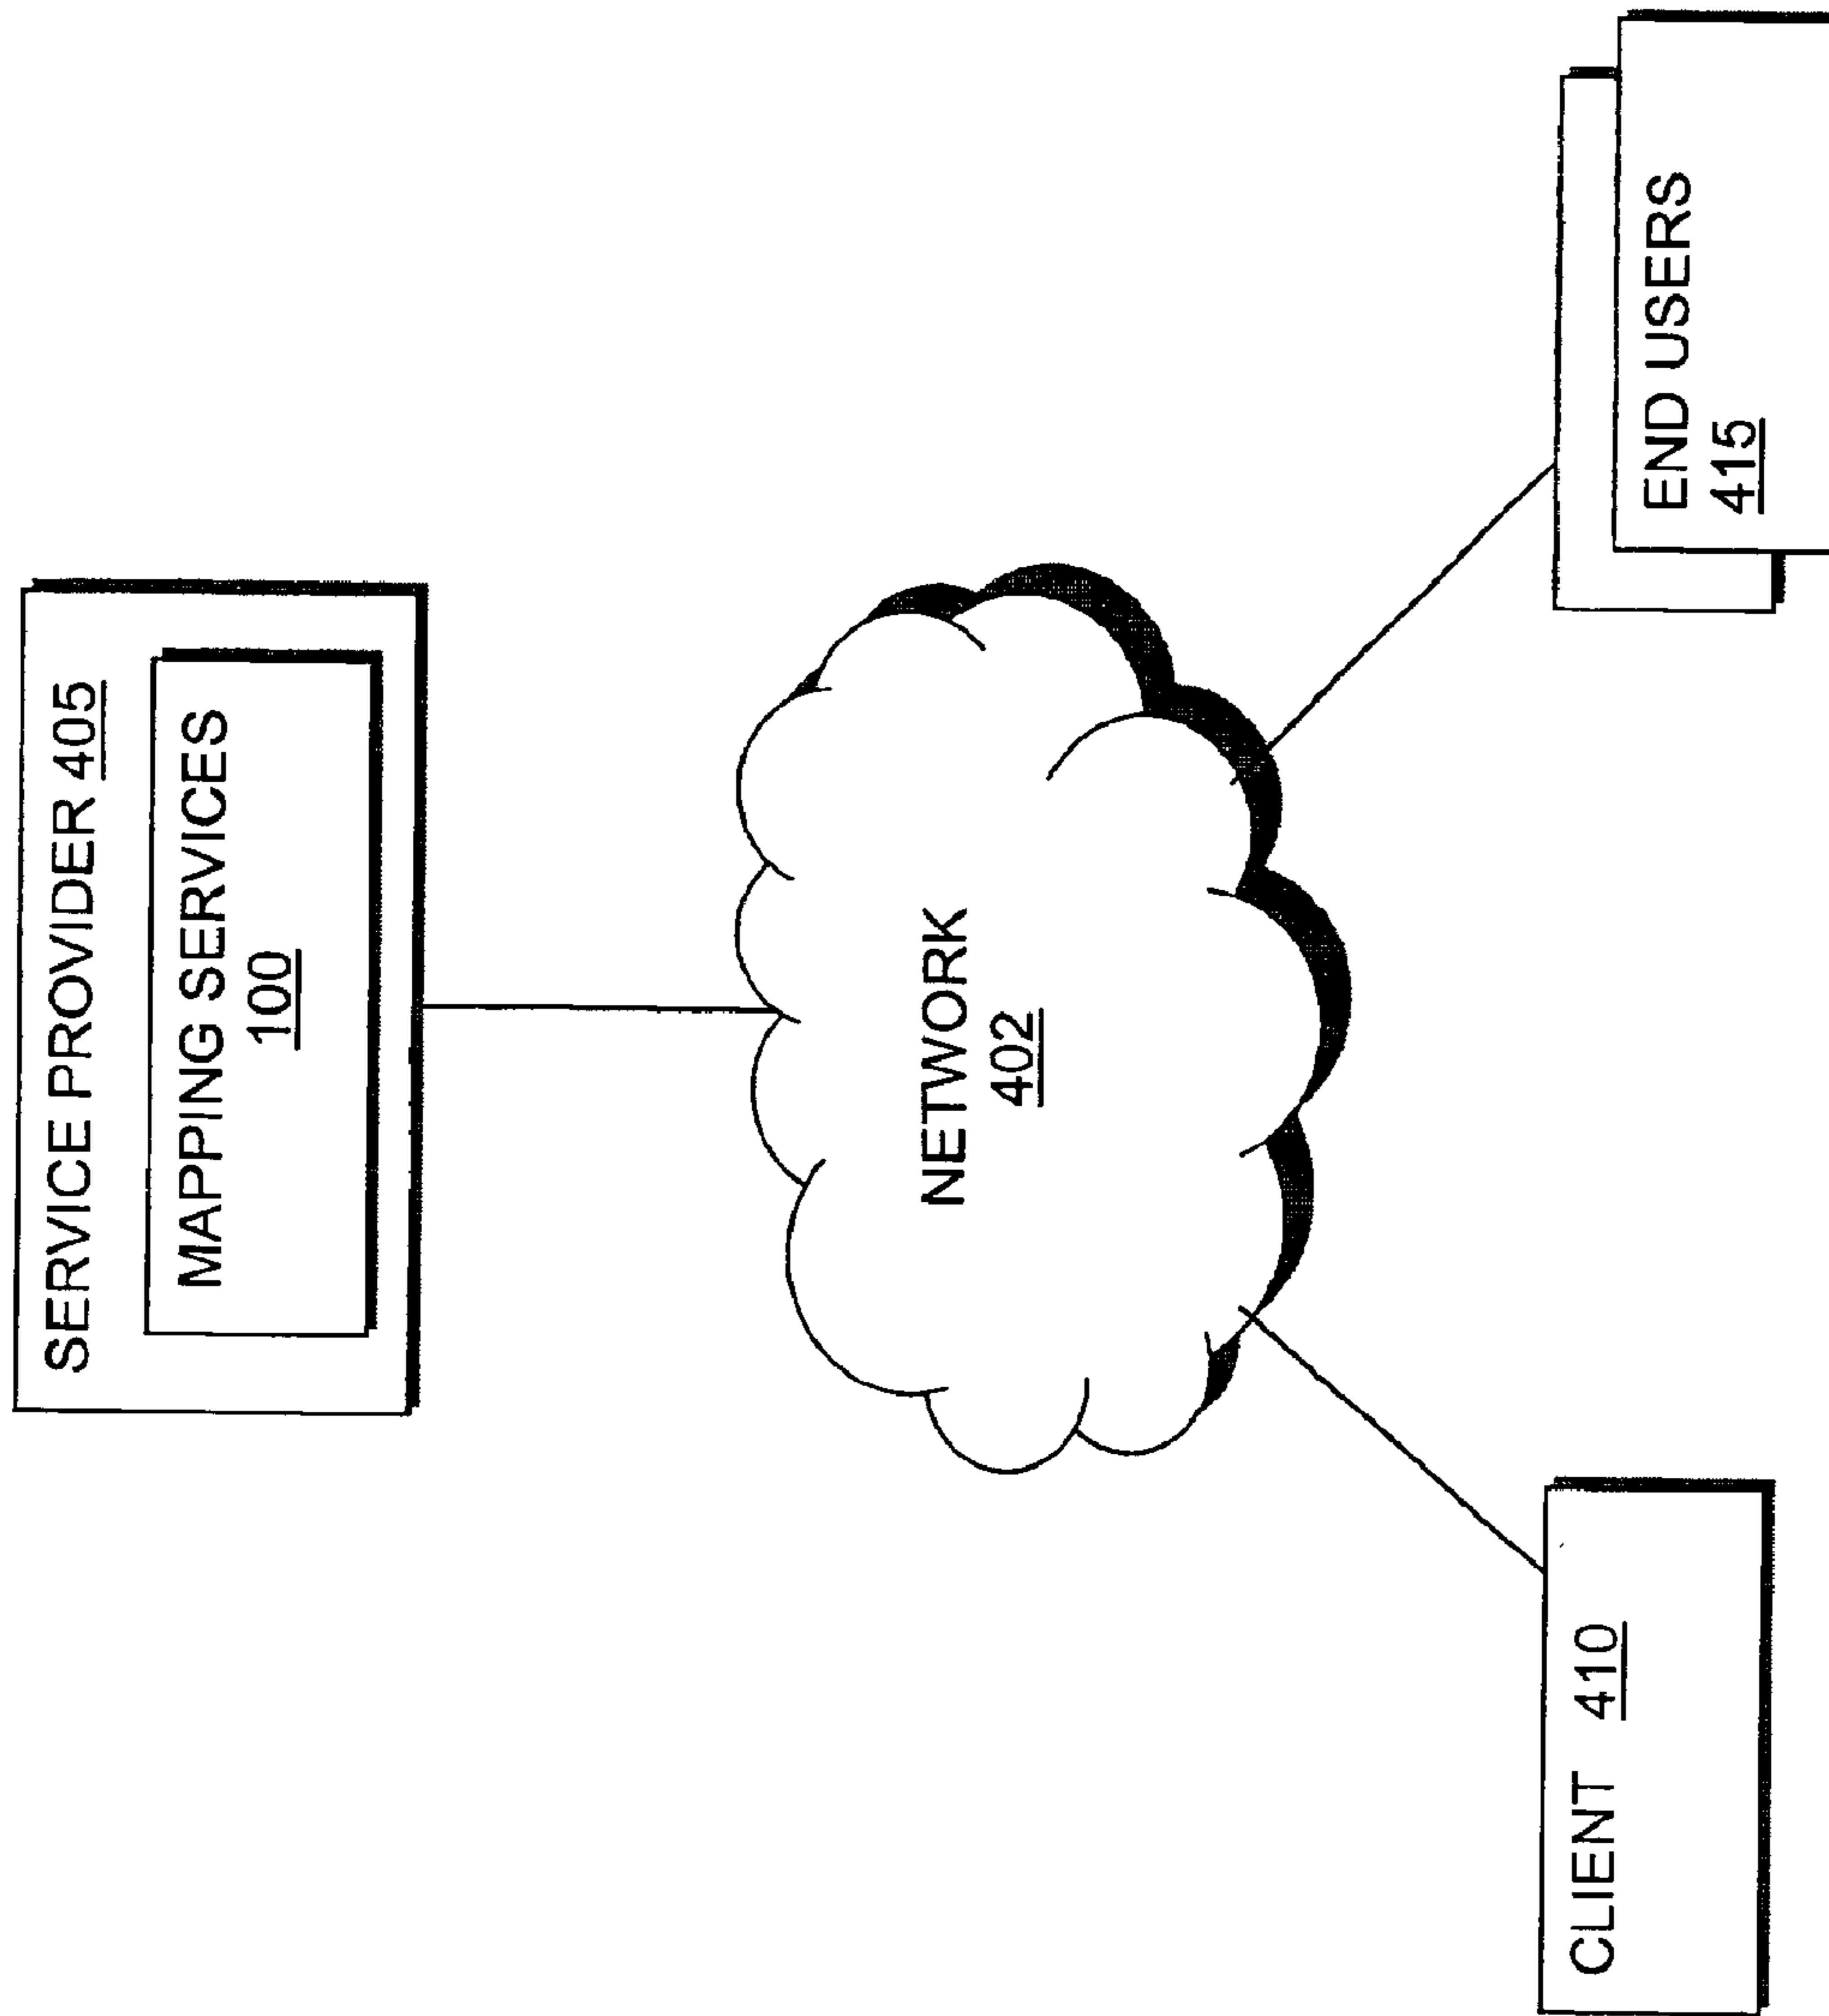 SERVICE PROVIDER 405
MAPPING SERVICES
100
NETWORK
402
CLIENT 410
END USERS
415